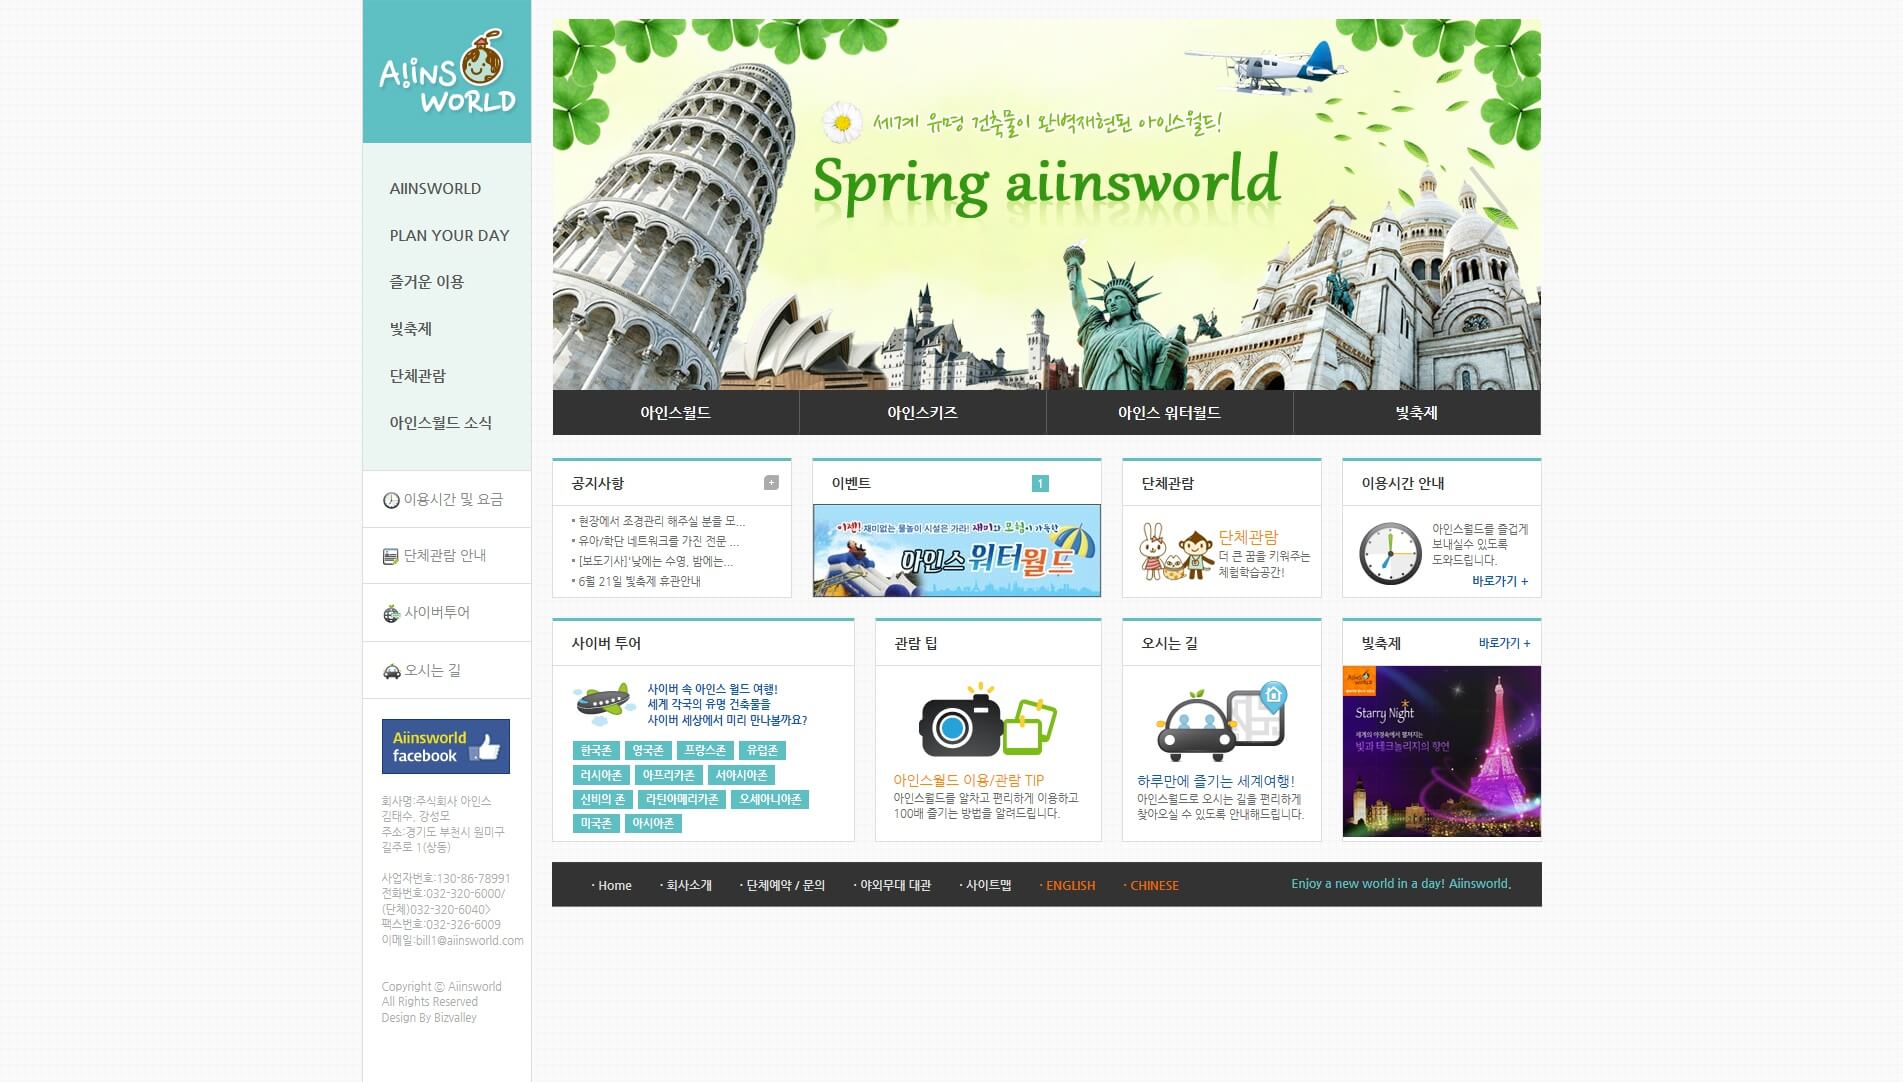 AIINS WORLD
AIINSWORLD
PLAN YOUR DAY
즐거운 이용
빛축제
단체관람
아인스월드 소식
이용시간 및 요금
단체관람 안내
사이버투어
오시는 길
Aiinsworld
facebook
회사명:주식회사 아인스
김태수, 강성모
주소:경기도 부천시 원미구
길주로 1(상동)
사업자번호:130-86-78991
전화번호:032-320-6000/
(단체)032-320-6040>
팩스번호:032-326-6009
이메일:bill1@aiinsworld.com
Copyright ⓒ Aiinsworld
All Rights Reserved
Design By Bizvalley
세계 유명 건축물이 완벽재현된 아인스월드!
Spring aiinsworld
아인스월드
아인스키즈
아인스 워터월드
빛축제
공지사항
+
현장에서 조경관리 해주실 분을 모...
유아/학단 네트워크를 가진 전문 ...
[보도기사]'낮에는 수영, 밤에는...
6월 21일 빛축제 휴관안내
이벤트
1
이젠! 재미없는 물놀이 시설은 가라! 재미와 모험이 가득한
아인스 워터월드
단체관람
단체관람
더 큰 꿈을 키워주는
체험학습공간!
이용시간 안내
아인스월드를 즐겁게
보내실수 있도록
도와드립니다.
바로가기 +
사이버 투어
사이버 속 아인스 월드 여행!
세계 각국의 유명 건축물을
사이버 세상에서 미리 만나볼까요?
한국존 영국존 프랑스존 유럽존
러시아존 아프리카존 서아시아존
신비의 존 라틴아메리카존 오세아니아존
미국존 아시아존
관람 팁
아인스월드 이용/관람 TIP
아인스월드를 알차고 편리하게 이용하고
100배 즐기는 방법을 알려드립니다.
오시는 길
하루만에 즐기는 세계여행!
아인스월드로 오시는 길을 편리하게
찾아오실 수 있도록 안내해드립니다.
빛축제
바로가기 +
AIINS WORLD
Starry Night
세계의 야경속에서 펼쳐지는
빛과 테크놀리지의 향연
· Home · 회사소개 · 단체예약 / 문의 · 야외무대 대관 · 사이트맵 · ENGLISH · CHINESE
Enjoy a new world in a day! Aiinsworld.